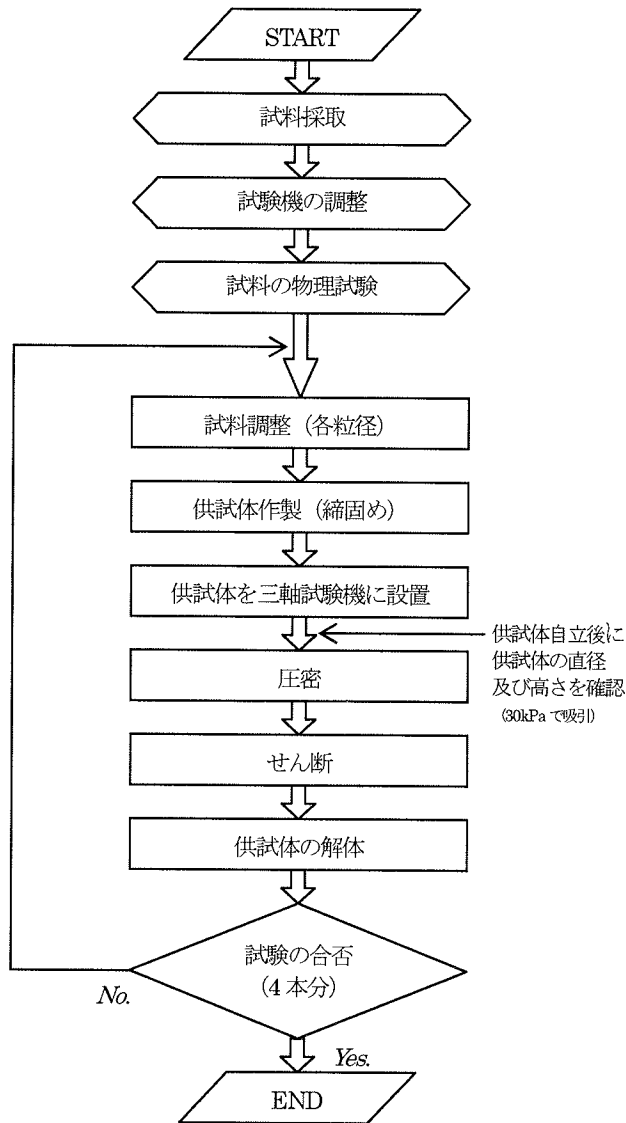 START
試料採取
試験機の調整
試料の物理試験
試料調整（各粒径）
供試体作製（締固め）
供試体を三軸試験機に設置
供試体自立後に
供試体の直径
及び高さを確認
(30kPaで吸引)
圧密
せん断
供試体の解体
試験の合否
（4本分）
No.
Yes.
END